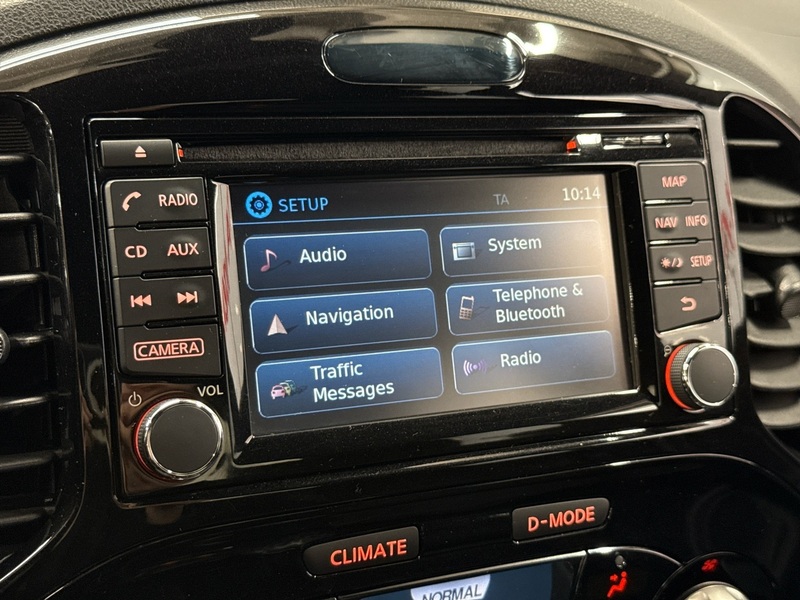 RADIO
CD AUX
CAMERA
VOL
SETUP TA 10:14
Audio
System
Navigation
Telephone &
Bluetooth
Traffic
Messages
Radio
MAP
NAV INFO
SETUP
CLIMATE
D-MODE
NORMAL